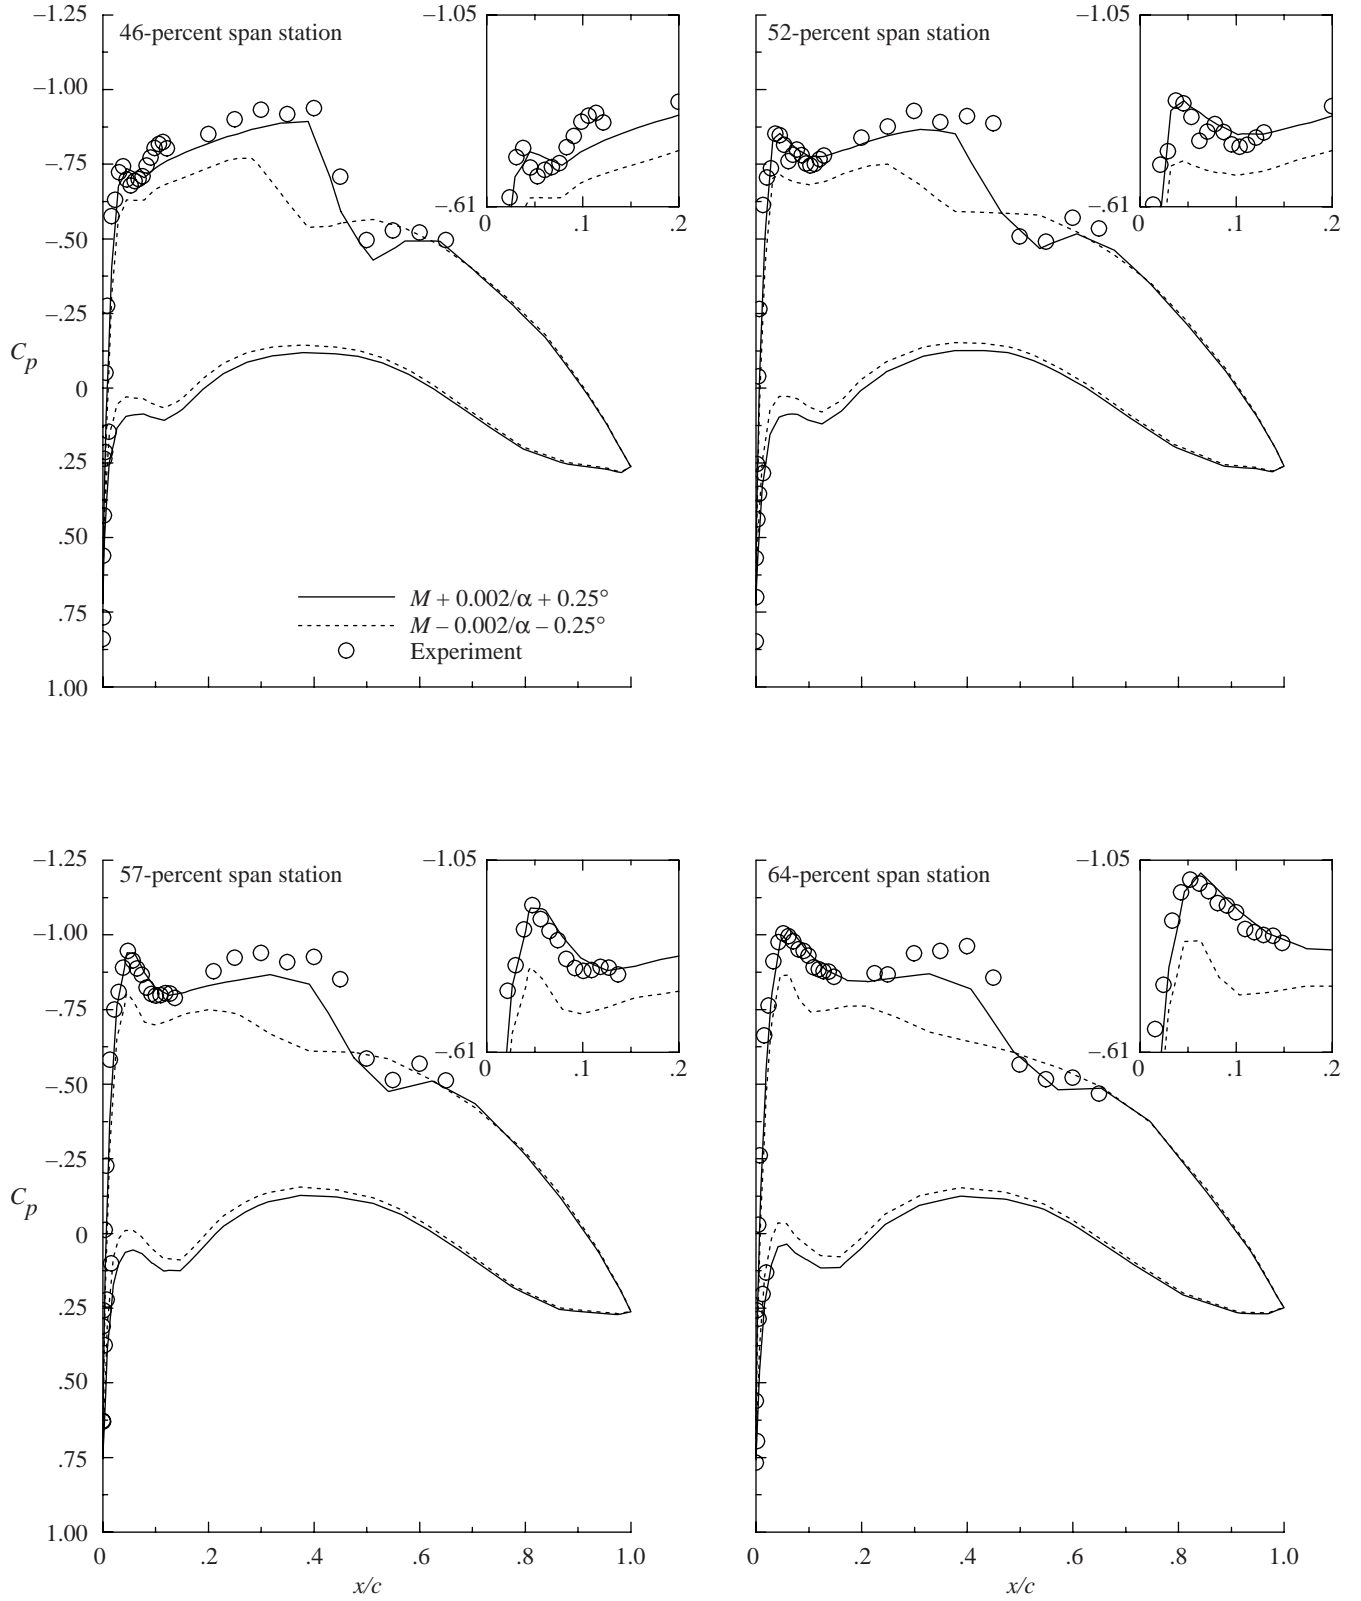 46-percent span station
52-percent span station
–1.25
–1.00
–.75
–.50
–.25
0
.25
.50
.75
1.00
Cp
–1.05
–.61
0 .1 .2
–1.05
–.61
0 .1 .2
M + 0.002/α + 0.25°
M – 0.002/α – 0.25°
Experiment
57-percent span station
64-percent span station
–1.25
–1.00
–.75
–.50
–.25
0
.25
.50
.75
1.00
Cp
–1.05
–.61
0 .1 .2
–1.05
–.61
0 .1 .2
0 .2 .4 .6 .8 1.0
x/c
0 .2 .4 .6 .8 1.0
x/c